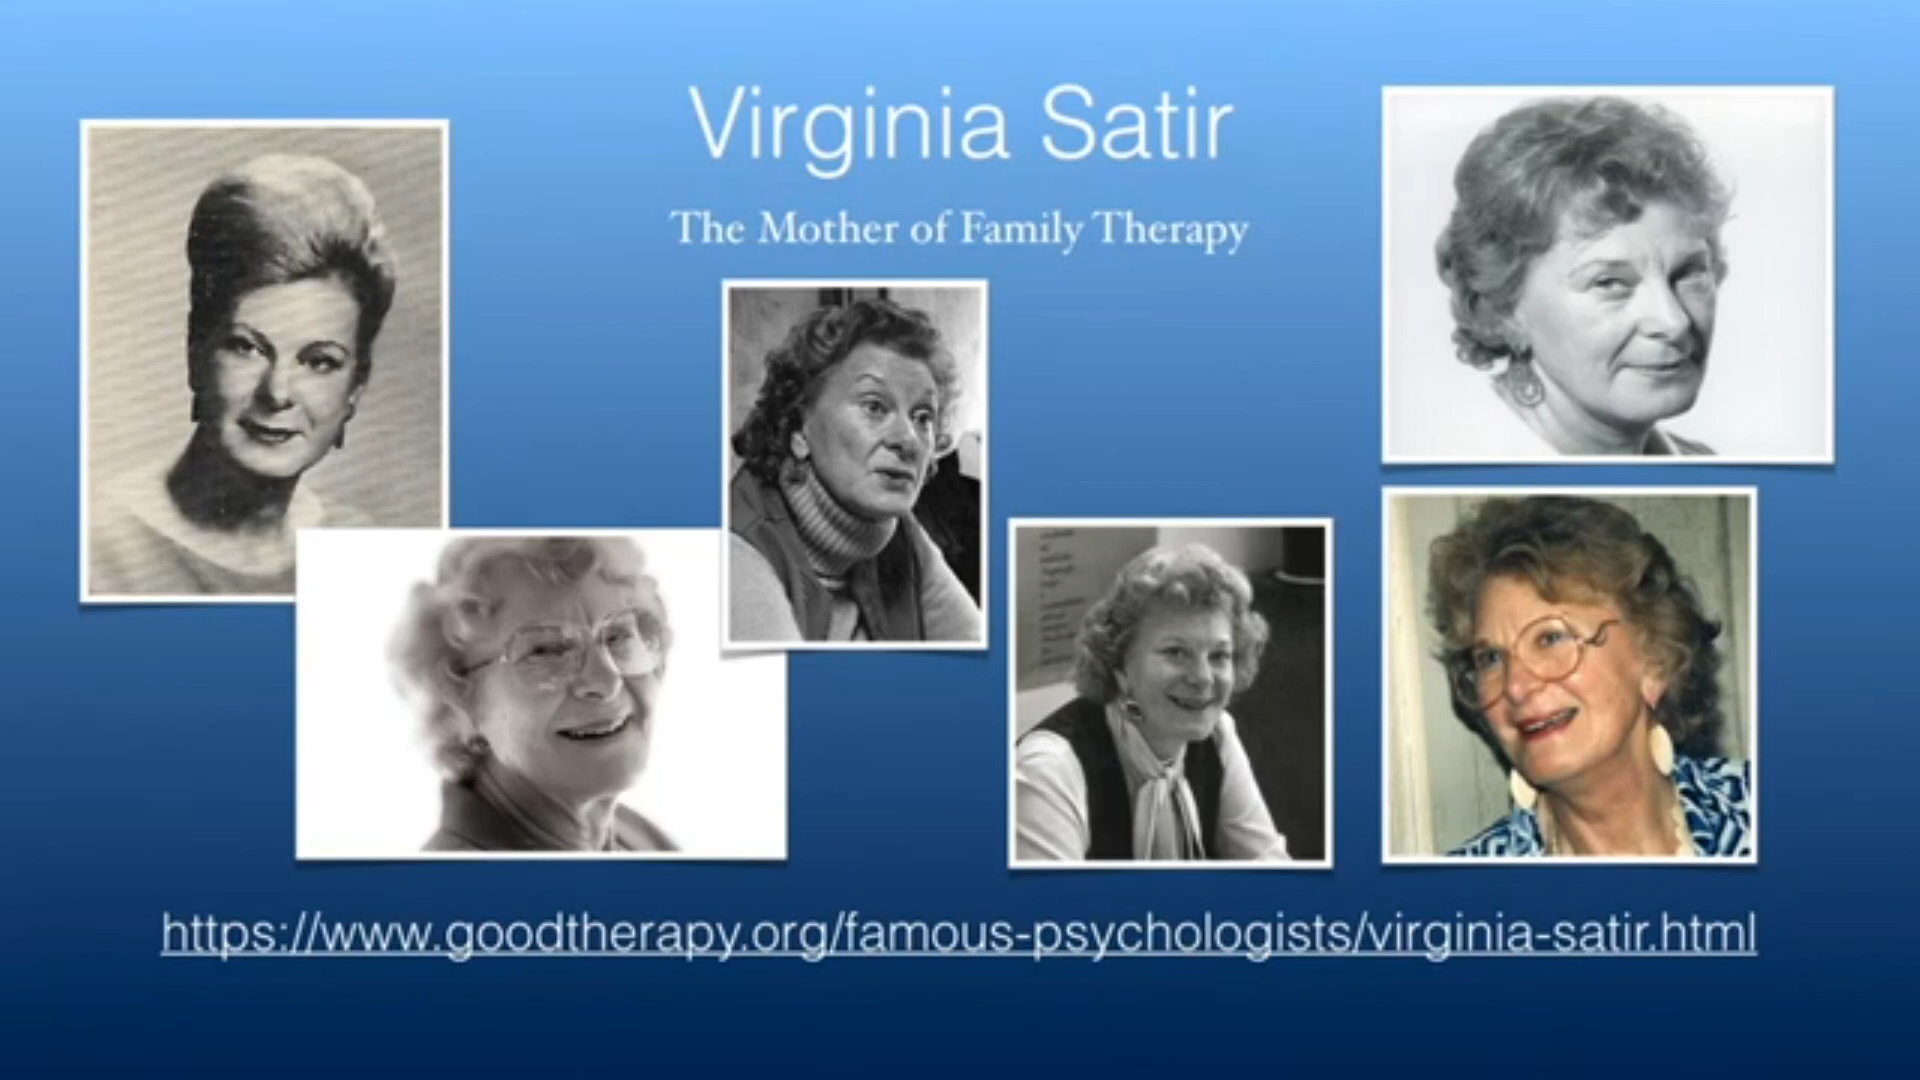 Virginia Satir
The Mother of Family Therapy
https://www.goodtherapy.org/famous-psychologists/virginia-satir.html